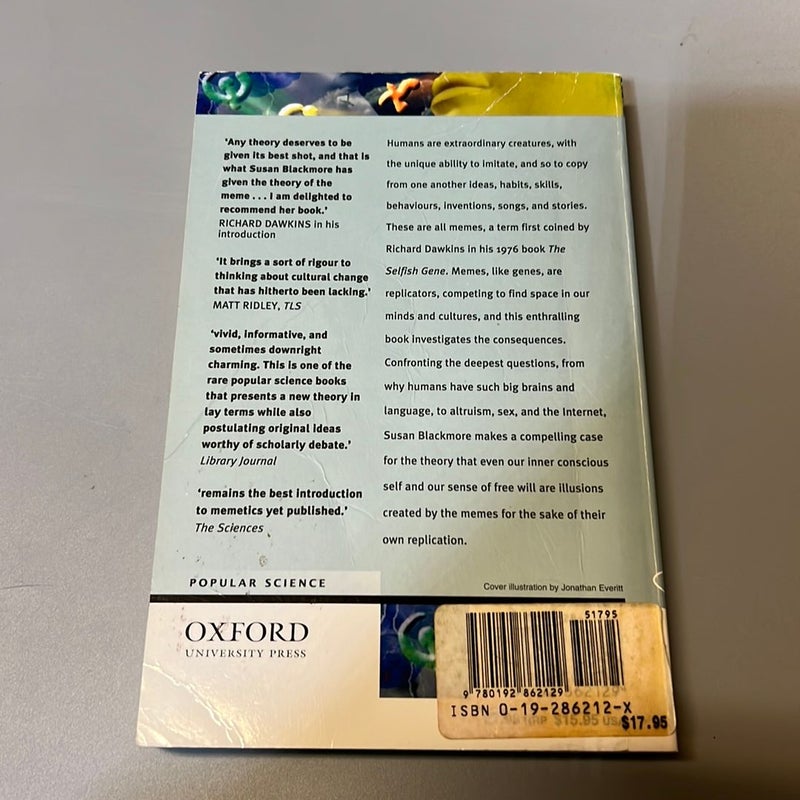 'Any theory deserves to be
given its best shot, and that is
what Susan Blackmore has
given the theory of the
meme . . . I am delighted to
recommend her book.'
RICHARD DAWKINS in his
introduction
'It brings a sort of rigour to
thinking about cultural change
that has hitherto been lacking.'
MATT RIDLEY, TLS
'vivid, informative, and
sometimes downright
charming. This is one of the
rare popular science books
that presents a new theory in
lay terms while also
postulating original ideas
worthy of scholarly debate.'
Library Journal
'remains the best introduction
to memetics yet published.'
The Sciences
Humans are extraordinary creatures, with
the unique ability to imitate, and so to copy
from one another ideas, habits, skills,
behaviours, inventions, songs, and stories.
These are all memes, a term first coined by
Richard Dawkins in his 1976 book The
Selfish Gene. Memes, like genes, are
replicators, competing to find space in our
minds and cultures, and this enthralling
book investigates the consequences.
Confronting the deepest questions, from
why humans have such big brains and
language, to altruism, sex, and the Internet,
Susan Blackmore makes a compelling case
for the theory that even our inner conscious
self and our sense of free will are illusions
created by the memes for the sake of their
own replication.
POPULAR SCIENCE
Cover illustration by Jonathan Everitt
OXFORD
UNIVERSITY PRESS
51795
9 780192 862129
ISBN 0-19-286212-X
RRP $15.95 US
$17.95